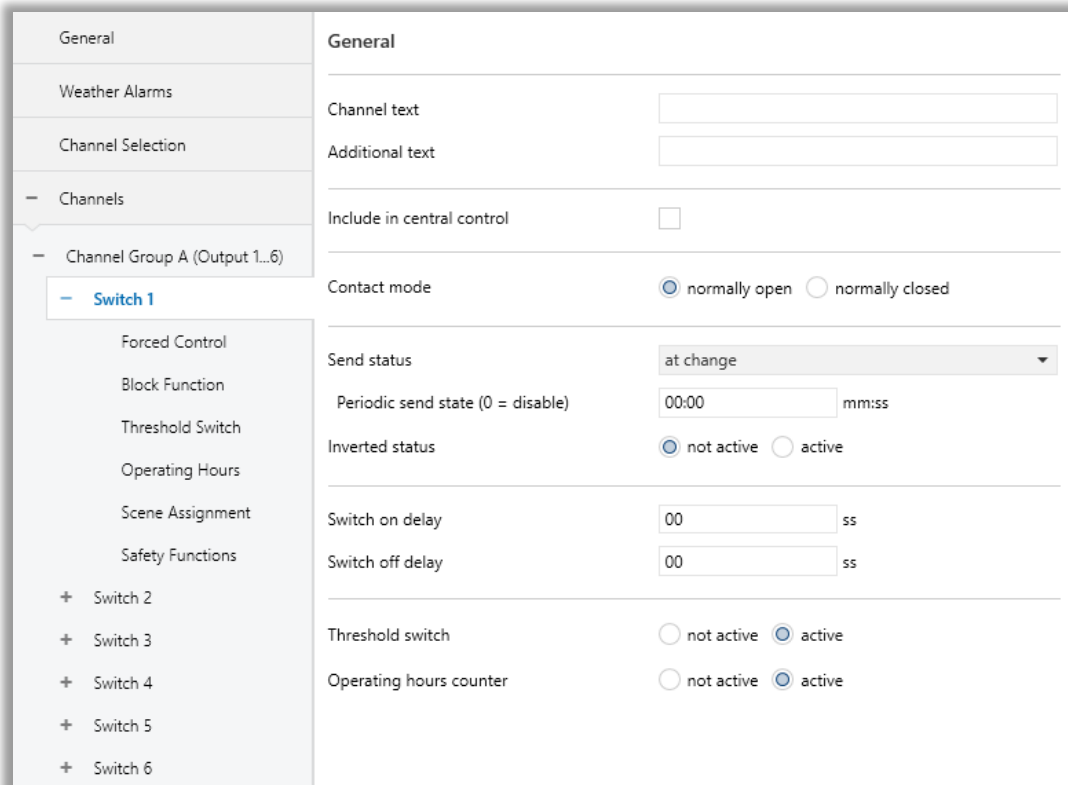 General
Weather Alarms
Channel Selection
− Channels
− Channel Group A (Output 1...6)
− Switch 1
Forced Control
Block Function
Threshold Switch
Operating Hours
Scene Assignment
Safety Functions
+ Switch 2
+ Switch 3
+ Switch 4
+ Switch 5
+ Switch 6
General
Channel text
Additional text
Include in central control
Contact mode normally open normally closed
Send status at change
Periodic send state (0 = disable) 00:00 mm:ss
Inverted status not active active
Switch on delay 00 ss
Switch off delay 00 ss
Threshold switch not active active
Operating hours counter not active active